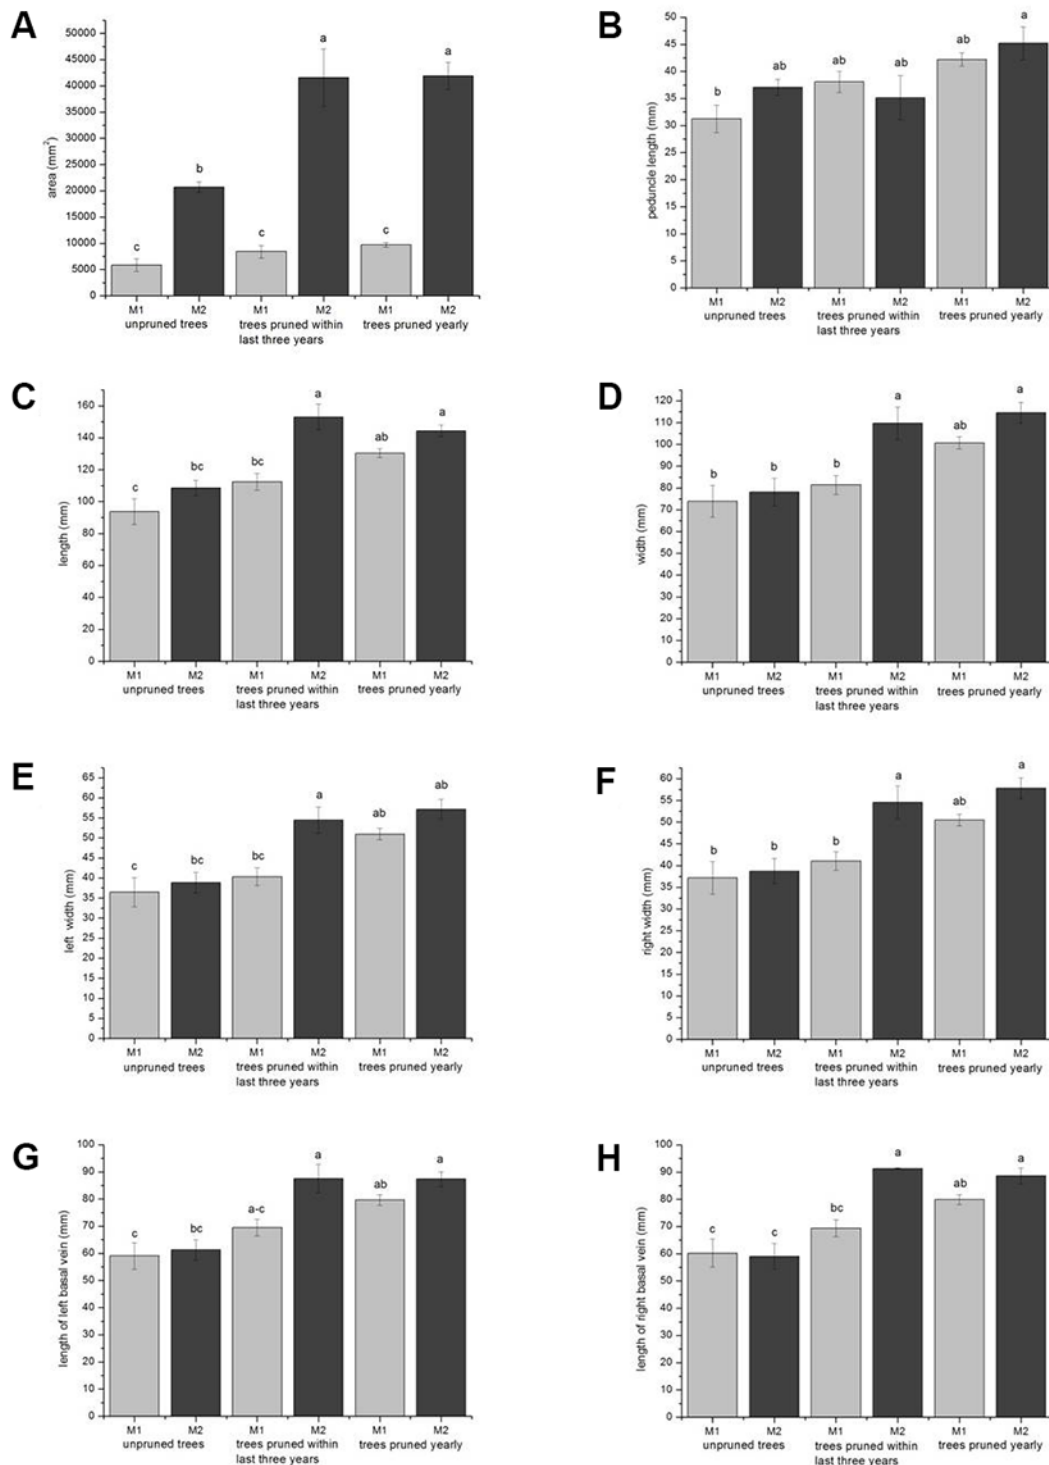 A
area (mm²)
50000
45000
40000
35000
30000
25000
20000
15000
10000
5000
0
c
b
c
a
c
a
M1 M2 M1 M2 M1 M2
unpruned trees trees pruned within trees pruned yearly
last three years
B
peduncle length (mm)
50
45
40
35
30
25
20
15
10
5
0
b
ab
ab
ab
ab
a
M1 M2 M1 M2 M1 M2
unpruned trees trees pruned within trees pruned yearly
last three years
C
length (mm)
160
140
120
100
80
60
40
20
0
c
bc
bc
a
ab
a
M1 M2 M1 M2 M1 M2
unpruned trees trees pruned within trees pruned yearly
last three years
D
width (mm)
120
110
100
90
80
70
60
50
40
30
20
10
0
b
b
b
a
ab
a
M1 M2 M1 M2 M1 M2
unpruned trees trees pruned within trees pruned yearly
last three years
E
left width (mm)
65
60
55
50
45
40
35
30
25
20
15
10
5
0
c
bc
bc
a
ab
ab
M1 M2 M1 M2 M1 M2
unpruned trees trees pruned within trees pruned yearly
last three years
F
right width (mm)
60
55
50
45
40
35
30
25
20
15
10
5
0
b
b
b
a
ab
a
M1 M2 M1 M2 M1 M2
unpruned trees trees pruned within trees pruned yearly
last three years
G
length of left basal vein (mm)
100
90
80
70
60
50
40
30
20
10
0
c
bc
a-c
a
ab
a
M1 M2 M1 M2 M1 M2
unpruned trees trees pruned within trees pruned yearly
last three years
H
length of right basal vein (mm)
100
90
80
70
60
50
40
30
20
10
0
c
c
bc
a
ab
a
M1 M2 M1 M2 M1 M2
unpruned trees trees pruned within trees pruned yearly
last three years